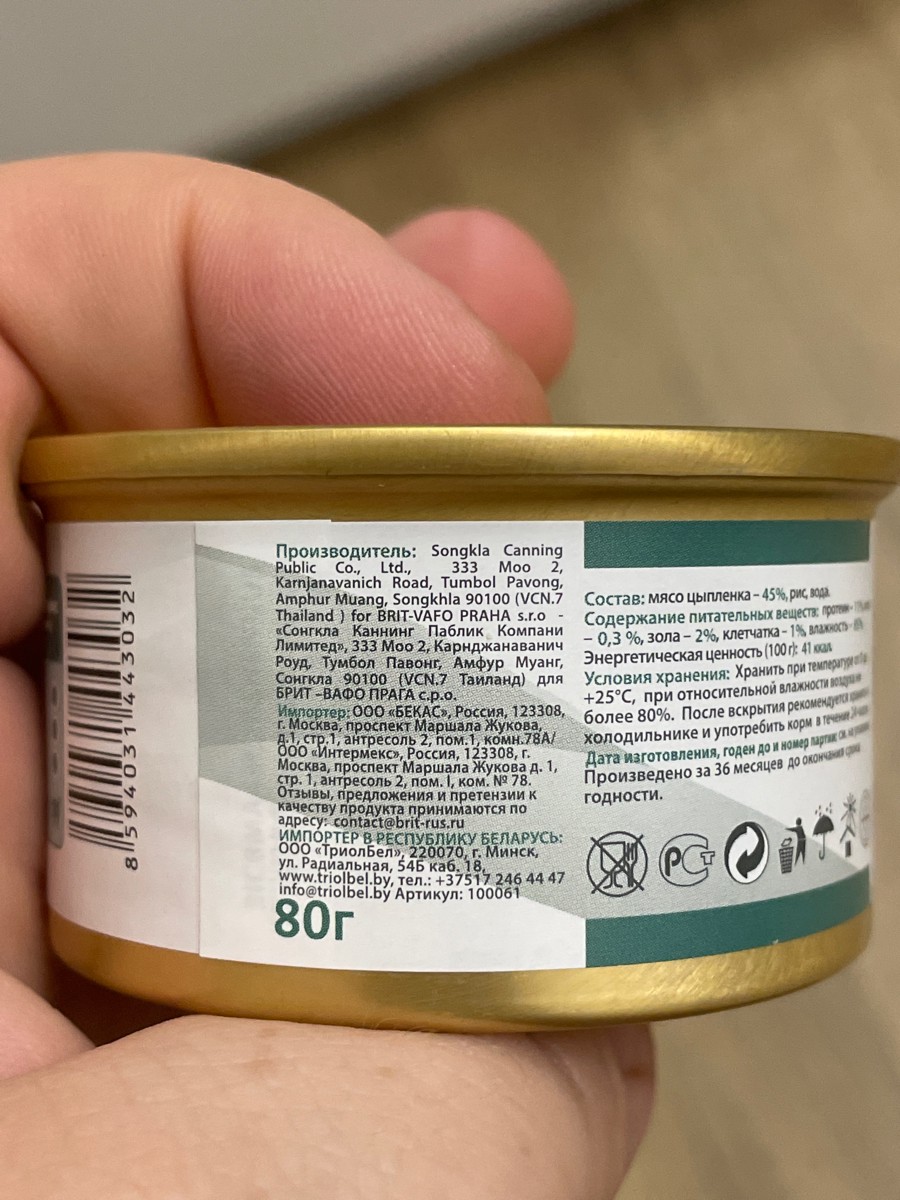 8 594031 443032
Производитель: Songkla Canning
Public Co., Ltd., 333 Moo 2,
Karnjanavanich Road, Tumbol Pavong,
Amphur Muang, Songkhla 90100 (VCN.7
Thailand ) for BRIT-VAFO PRAHA s.r.o -
«Сонгкла Каннинг Паблик Компани
Лимитед», 333 Моо 2, Карнджанаванич
Роуд, Тумбол Павонг, Амфур Муанг,
Сонгкла 90100 (VCN.7 Таиланд) для
БРИТ –ВАФО ПРАГА с.р.о.
Импортер: ООО «БЕКАС», Россия, 123308,
г. Москва, проспект Маршала Жукова,
д.1, стр.1, антресоль 2, пом.1, комн.78А/
ООО «Интермекс», Россия, 123308, г.
Москва, проспект Маршала Жукова д. 1,
стр. 1, антресоль 2, пом. I, ком. № 78.
Отзывы, предложения и претензии к
качеству продукта принимаются по
адресу: contact@brit-rus.ru
ИМПОРТЕР В РЕСПУБЛИКУ БЕЛАРУСЬ:
ООО «ТриолБел», 220070, г. Минск,
ул. Радиальная, 54Б каб. 18,
www.triolbel.by, тел.: +37517 246 44 47
info@triolbel.by Артикул: 100061
80г
Состав: мясо цыпленка – 45%, рис, вода.
Содержание питательных веществ: протеин – 11%,
– 0,3 %, зола – 2%, клетчатка – 1%, влажность –
Энергетическая ценность (100 г): 41 ккал.
Условия хранения: Хранить при температуре от
+25°С, при относительной влажности воздуха не
более 80%. После вскрытия рекомендуется
холодильнике и употребить корм в течение
Дата изготовления, годен до и номер партии: см. на
Произведено за 36 месяцев до окончания срока
годности.
РСТ